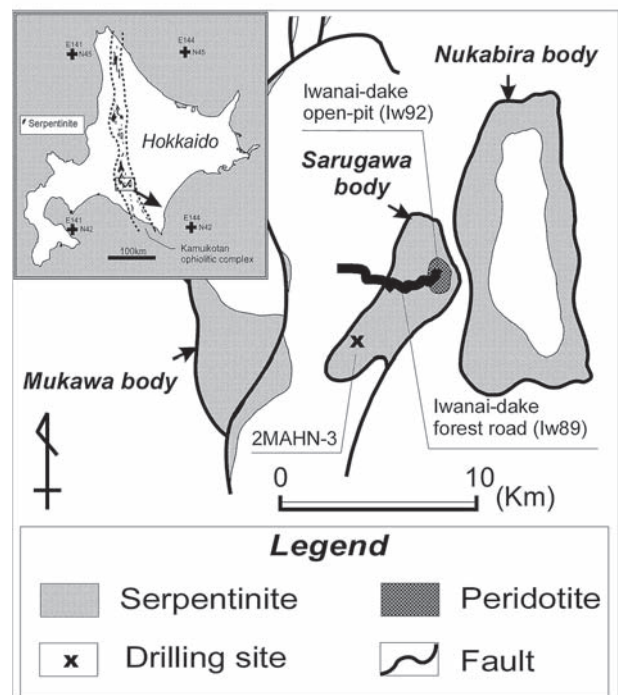 E141
N45
E144
N45
Serpentinite
Hokkaido
E141
N42
E144
N42
100km
Kamuikotan
ophiolitic complex
Nukabira body
Iwanai-dake
open-pit (Iw92)
Sarugawa
body
Mukawa body
2MAHN-3
Iwanai-dake
forest road (Iw89)
0 10
(Km)
Legend
Serpentinite
Peridotite
x Drilling site
Fault